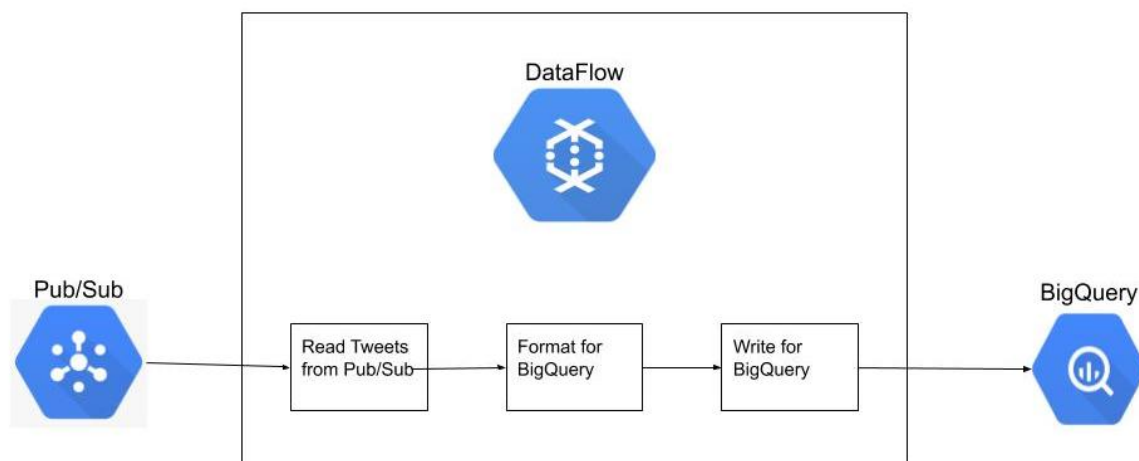 DataFlow
Pub/Sub
BigQuery
Read Tweets
from Pub/Sub
Format for
BigQuery
Write for
BigQuery